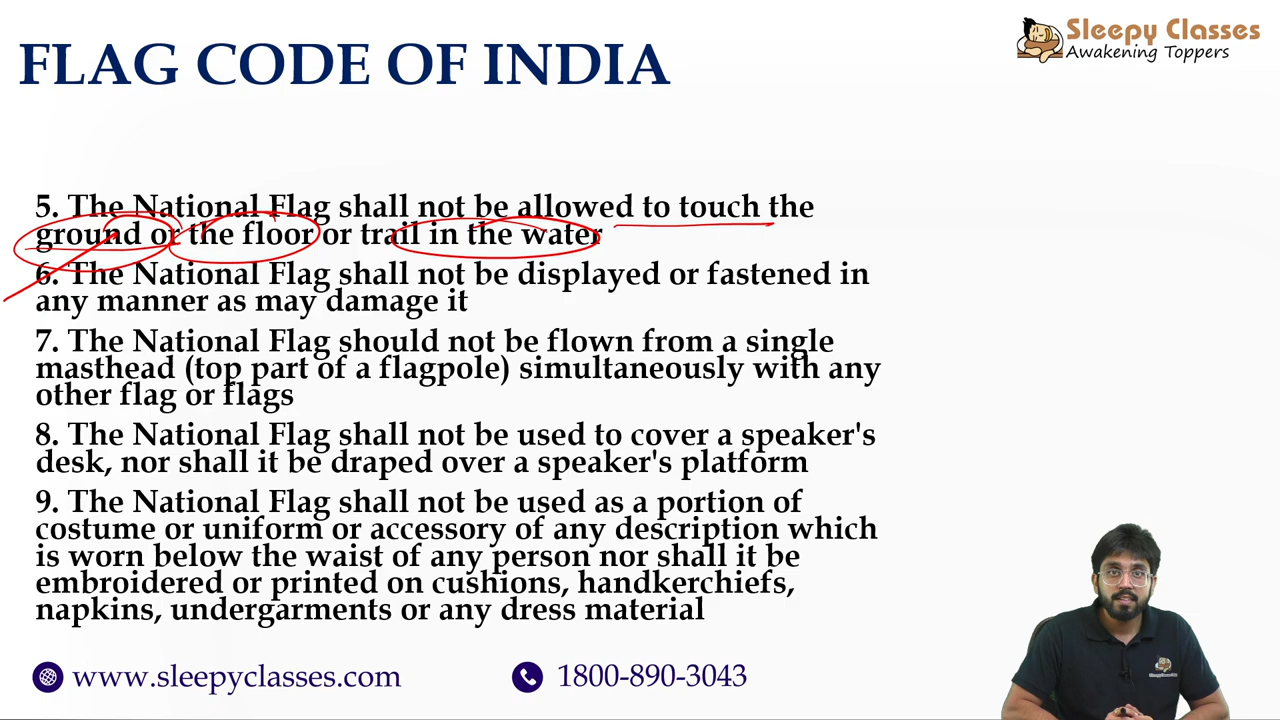 Sleepy Classes
Awakening Toppers
FLAG CODE OF INDIA
5. The National Flag shall not be allowed to touch the
ground or the floor or trail in the water
6. The National Flag shall not be displayed or fastened in
any manner as may damage it
7. The National Flag should not be flown from a single
masthead (top part of a flagpole) simultaneously with any
other flag or flags
8. The National Flag shall not be used to cover a speaker's
desk, nor shall it be draped over a speaker's platform
9. The National Flag shall not be used as a portion of
costume or uniform or accessory of any description which
is worn below the waist of any person nor shall it be
embroidered or printed on cushions, handkerchiefs,
napkins, undergarments or any dress material
www.sleepyclasses.com
1800-890-3043